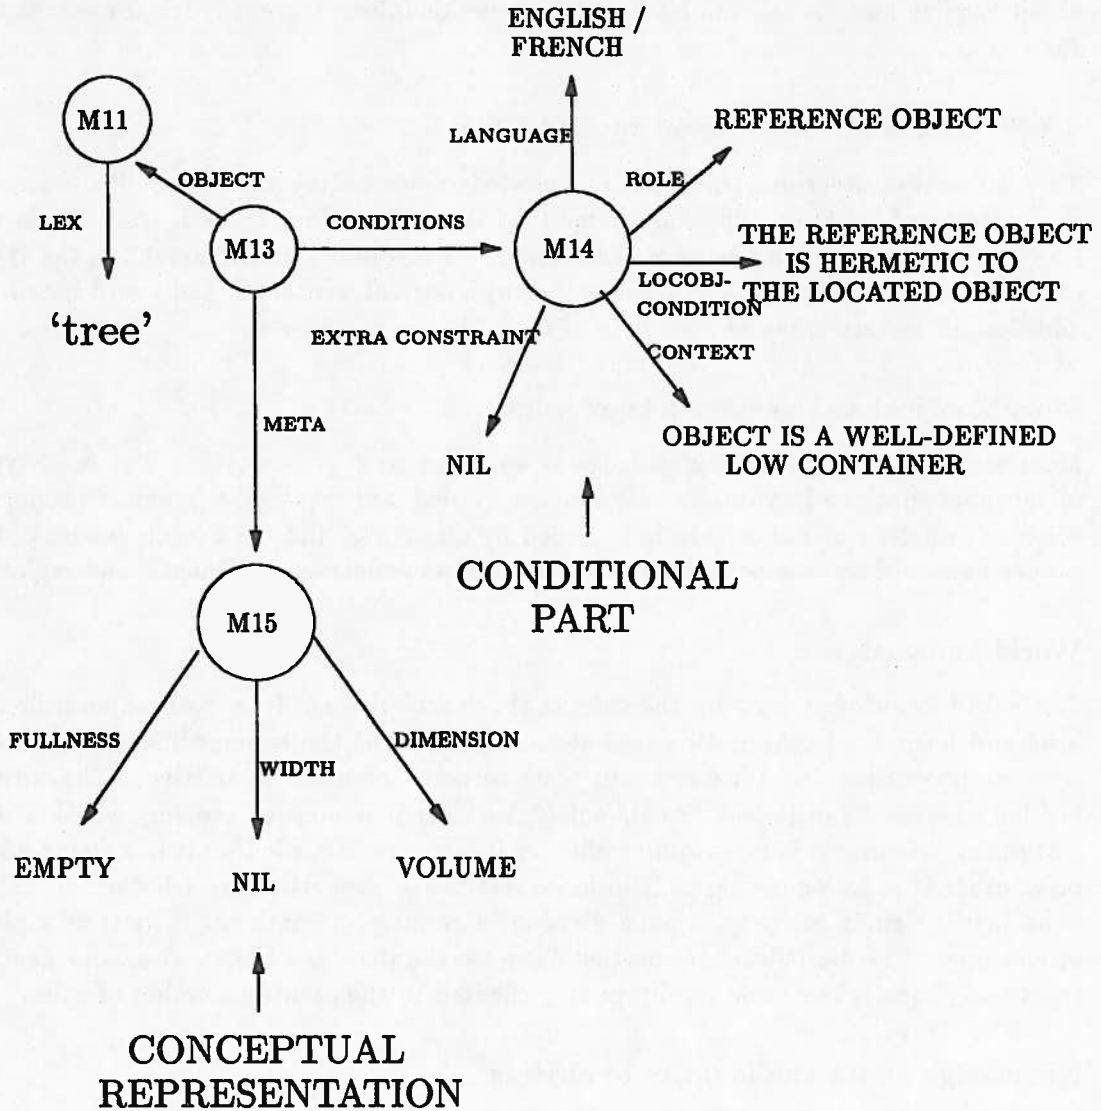 ENGLISH /
FRENCH
M11
LANGUAGE
REFERENCE OBJECT
OBJECT
ROLE
LEX
CONDITIONS
M13
M14
THE REFERENCE OBJECT
IS HERMETIC TO
THE LOCATED OBJECT
LOCOBJ-
CONDITION
'tree'
EXTRA CONSTRAINT
CONTEXT
META
OBJECT IS A WELL-DEFINED
LOW CONTAINER
NIL
CONDITIONAL
PART
M15
FULLNESS
WIDTH
DIMENSION
EMPTY
NIL
VOLUME
CONCEPTUAL
REPRESENTATION